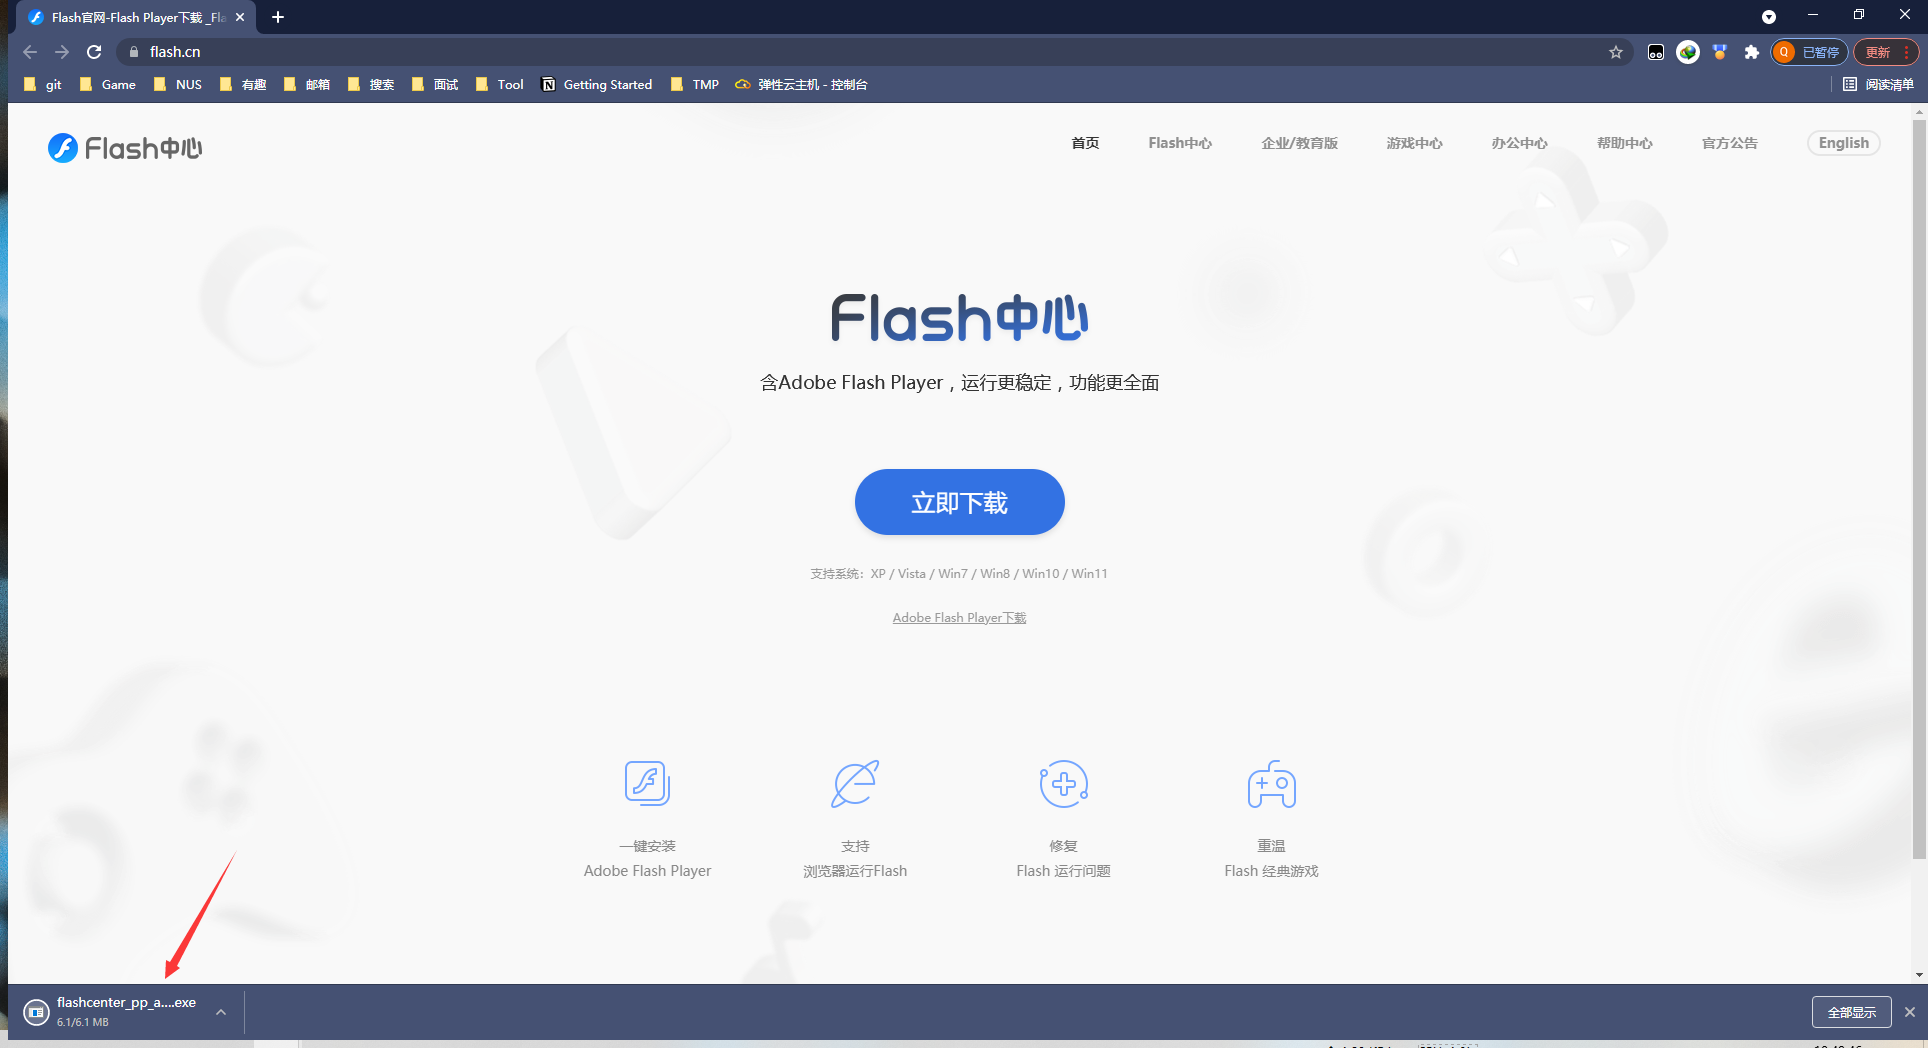 Flash官网-Flash Player下载 _Fla
flash.cn
Q 已暂停
更新
git
Game
NUS
有趣
邮箱
搜索
面试
Tool
Getting Started
TMP
弹性云主机 - 控制台
阅读清单
Flash中心
首页
Flash中心
企业/教育版
游戏中心
办公中心
帮助中心
官方公告
English
Flash中心
含Adobe Flash Player，运行更稳定，功能更全面
立即下载
支持系统：XP / Vista / Win7 / Win8 / Win10 / Win11
Adobe Flash Player下载
一键安装
Adobe Flash Player
支持
浏览器运行Flash
修复
Flash 运行问题
重温
Flash 经典游戏
flashcenter_pp_a....exe
6.1/6.1 MB
全部显示